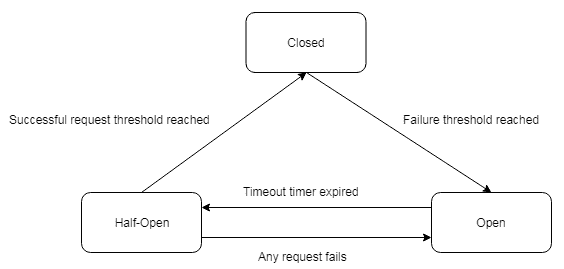 Closed
Successful request threshold reached
Failure threshold reached
Timeout timer expired
Half-Open
Open
Any request fails